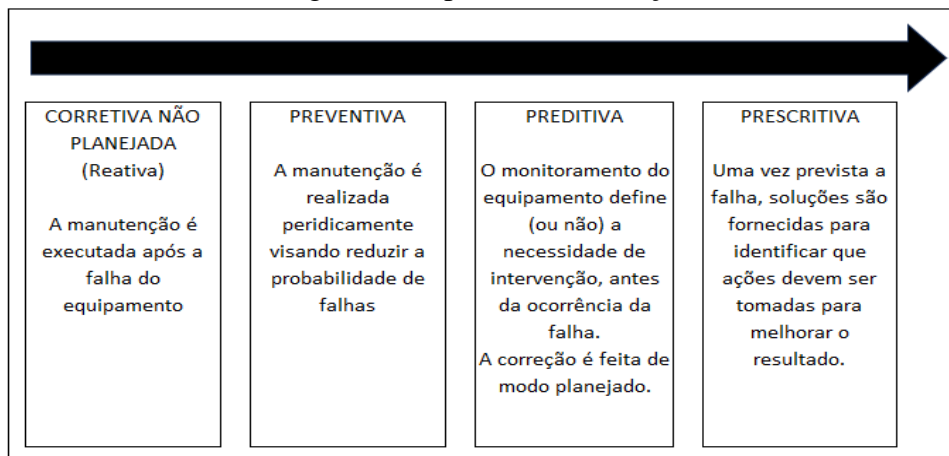 CORRETIVA NÃO
PLANEJADA
(Reativa)
A manutenção é
executada após a
falha do
equipamento
PREVENTIVA
A manutenção é
realizada
peridicamente
visando reduzir a
probabilidade de
falhas
PREDITIVA
O monitoramento do
equipamento define
(ou não) a
necessidade de
intervenção, antes
da ocorrência da
falha.
A correção é feita de
modo planejado.
PRESCRITIVA
Uma vez prevista a
falha, soluções são
fornecidas para
identificar que
ações devem ser
tomadas para
melhorar o
resultado.